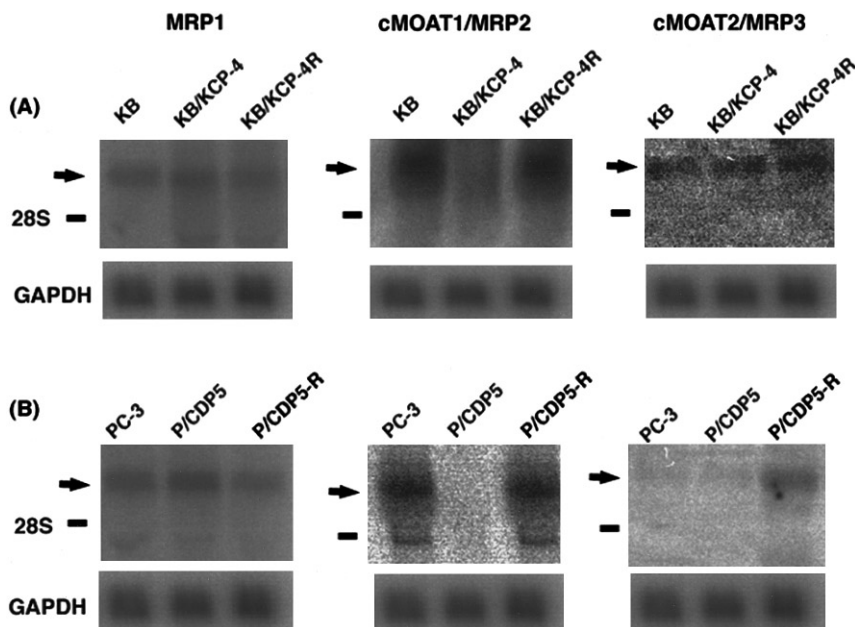 MRP1 cMOAT1/MRP2 cMOAT2/MRP3
(A) KB KB/KCP-4 KB/KCP-4R KB KB/KCP-4 KB/KCP-4R KB KB/KCP-4 KB/KCP-4R
28S
GAPDH
(B) PC-3 P/CDP5 P/CDP5-R PC-3 P/CDP5 P/CDP5-R PC-3 P/CDP5 P/CDP5-R
28S
GAPDH